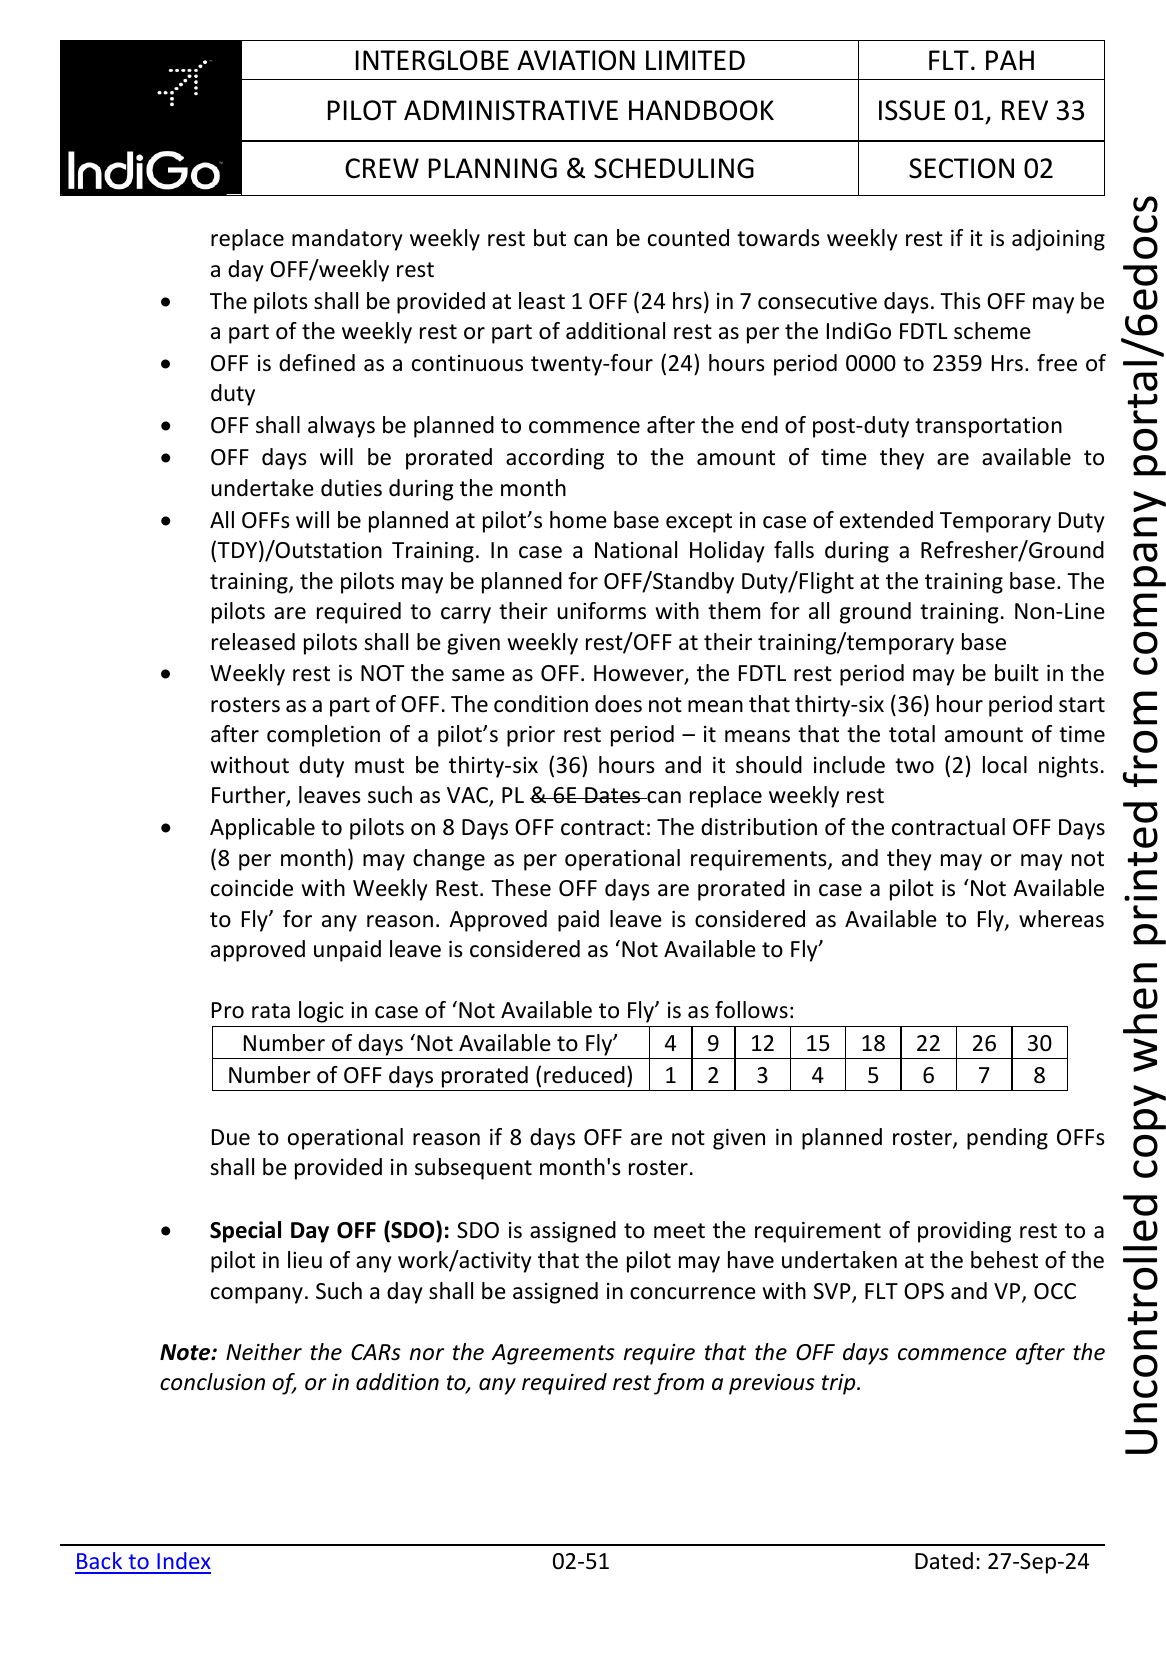 INTERGLOBE AVIATION LIMITED
FLT. PAH
PILOT ADMINISTRATIVE HANDBOOK
ISSUE 01, REV 33
IndiGo
CREW PLANNING & SCHEDULING
SECTION 02
replace mandatory weekly rest but can be counted towards weekly rest if it is adjoining
a day OFF/weekly rest
• The pilots shall be provided at least 1 OFF (24 hrs) in 7 consecutive days. This OFF may be
a part of the weekly rest or part of additional rest as per the IndiGo FDTL scheme
• OFF is defined as a continuous twenty-four (24) hours period 0000 to 2359 Hrs. free of
duty
• OFF shall always be planned to commence after the end of post-duty transportation
• OFF days will be prorated according to the amount of time they are available to
undertake duties during the month
• All OFFs will be planned at pilot’s home base except in case of extended Temporary Duty
(TDY)/Outstation Training. In case a National Holiday falls during a Refresher/Ground
training, the pilots may be planned for OFF/Standby Duty/Flight at the training base. The
pilots are required to carry their uniforms with them for all ground training. Non-Line
released pilots shall be given weekly rest/OFF at their training/temporary base
• Weekly rest is NOT the same as OFF. However, the FDTL rest period may be built in the
rosters as a part of OFF. The condition does not mean that thirty-six (36) hour period start
after completion of a pilot’s prior rest period – it means that the total amount of time
without duty must be thirty-six (36) hours and it should include two (2) local nights.
Further, leaves such as VAC, PL & 6E Dates can replace weekly rest
• Applicable to pilots on 8 Days OFF contract: The distribution of the contractual OFF Days
(8 per month) may change as per operational requirements, and they may or may not
coincide with Weekly Rest. These OFF days are prorated in case a pilot is ‘Not Available
to Fly’ for any reason. Approved paid leave is considered as Available to Fly, whereas
approved unpaid leave is considered as ‘Not Available to Fly’
Pro rata logic in case of ‘Not Available to Fly’ is as follows:
Number of days ‘Not Available to Fly’ 4 9 12 15 18 22 26 30
Number of OFF days prorated (reduced) 1 2 3 4 5 6 7 8
Due to operational reason if 8 days OFF are not given in planned roster, pending OFFs
shall be provided in subsequent month's roster.
• Special Day OFF (SDO): SDO is assigned to meet the requirement of providing rest to a
pilot in lieu of any work/activity that the pilot may have undertaken at the behest of the
company. Such a day shall be assigned in concurrence with SVP, FLT OPS and VP, OCC
Note: Neither the CARs nor the Agreements require that the OFF days commence after the
conclusion of, or in addition to, any required rest from a previous trip.
Back to Index
02-51
Dated: 27-Sep-24
Uncontrolled copy when printed from company portal/6edocs